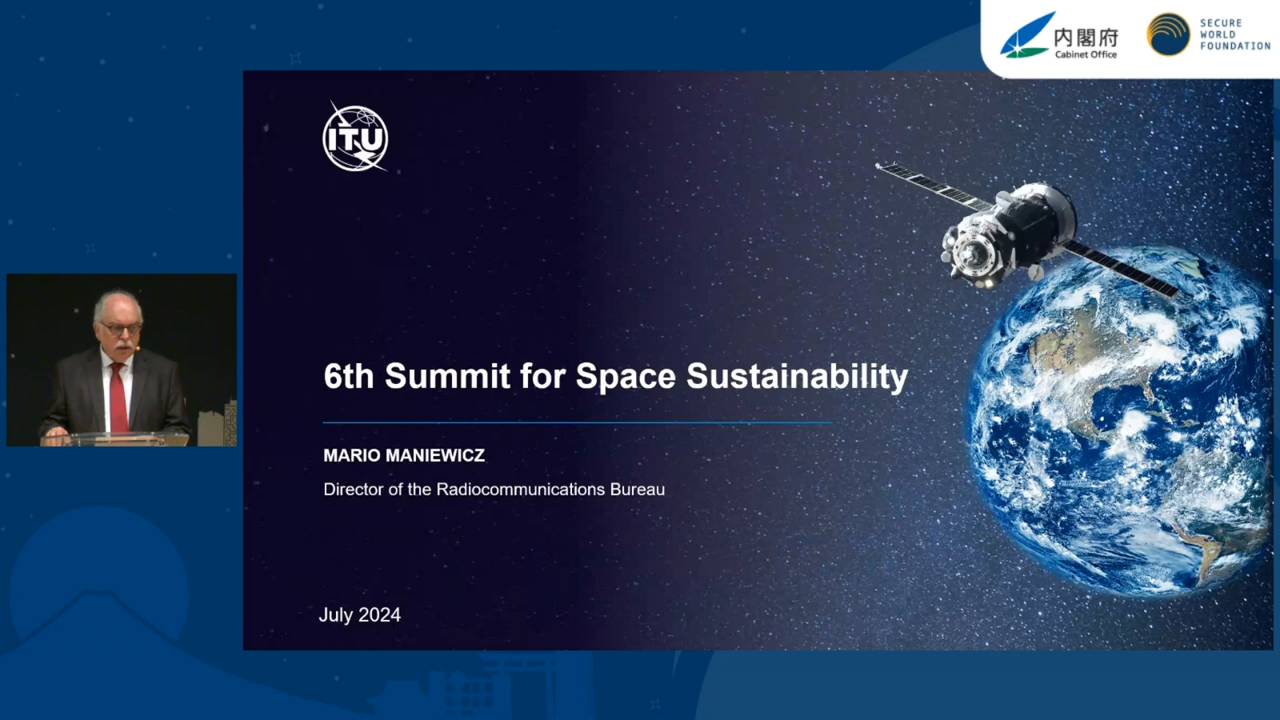 内閣府
Cabinet Office
SECURE
WORLD
FOUNDATION
ITU
6th Summit for Space Sustainability
MARIO MANIEWICZ
Director of the Radiocommunications Bureau
July 2024